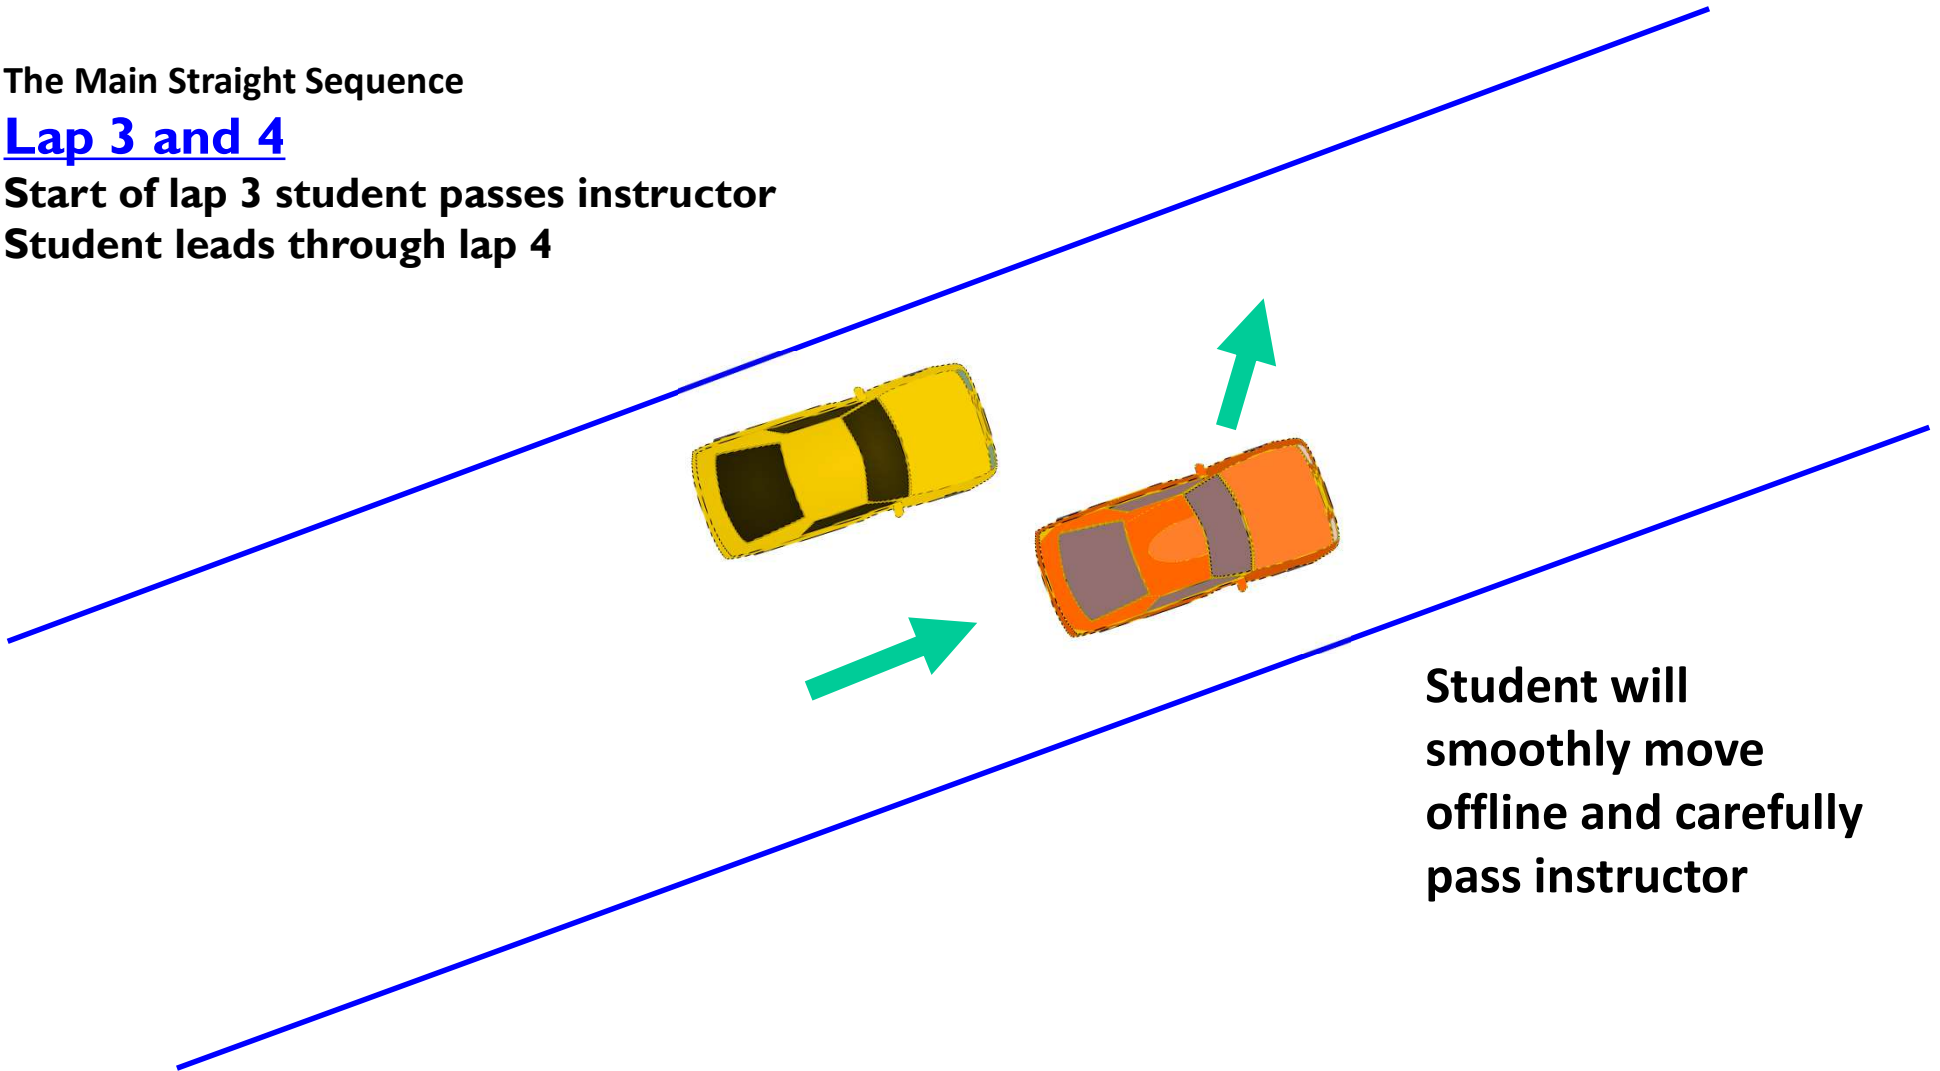 The Main Straight Sequence
Lap 3 and 4
Start of lap 3 student passes instructor
Student leads through lap 4
Student will
smoothly move
offline and carefully
pass instructor